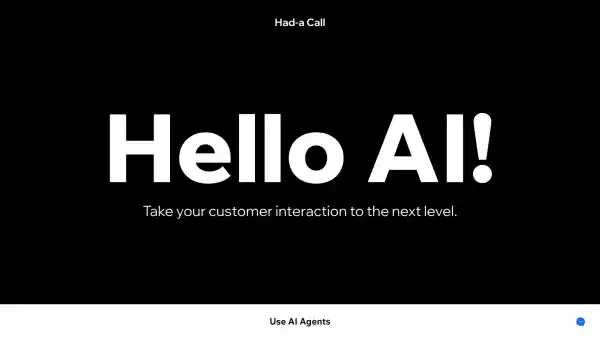 Had-a Call
Hello AI!
Take your customer interaction to the next level.
Use AI Agents